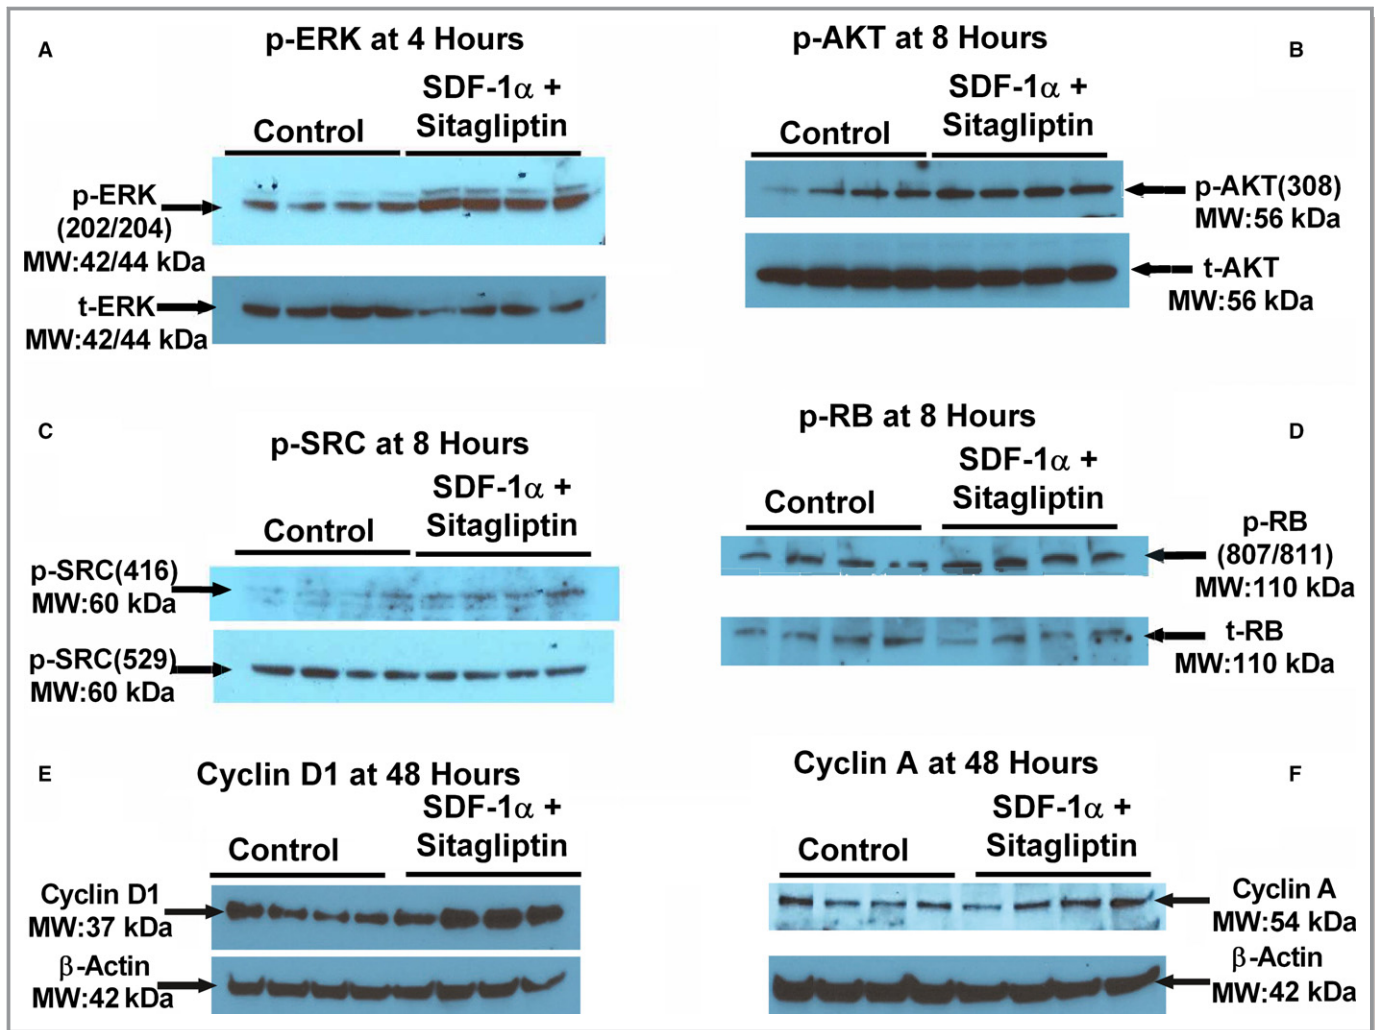 A
p-ERK at 4 Hours
Control
SDF-1α +
Sitagliptin
p-ERK
(202/204)
MW:42/44 kDa
t-ERK
MW:42/44 kDa
B
p-AKT at 8 Hours
Control
SDF-1α +
Sitagliptin
p-AKT(308)
MW:56 kDa
t-AKT
MW:56 kDa
C
p-SRC at 8 Hours
Control
SDF-1α +
Sitagliptin
p-SRC(416)
MW:60 kDa
p-SRC(529)
MW:60 kDa
D
p-RB at 8 Hours
Control
SDF-1α +
Sitagliptin
p-RB
(807/811)
MW:110 kDa
t-RB
MW:110 kDa
E
Cyclin D1 at 48 Hours
Control
SDF-1α +
Sitagliptin
Cyclin D1
MW:37 kDa
β-Actin
MW:42 kDa
F
Cyclin A at 48 Hours
Control
SDF-1α +
Sitagliptin
Cyclin A
MW:54 kDa
β-Actin
MW:42 kDa